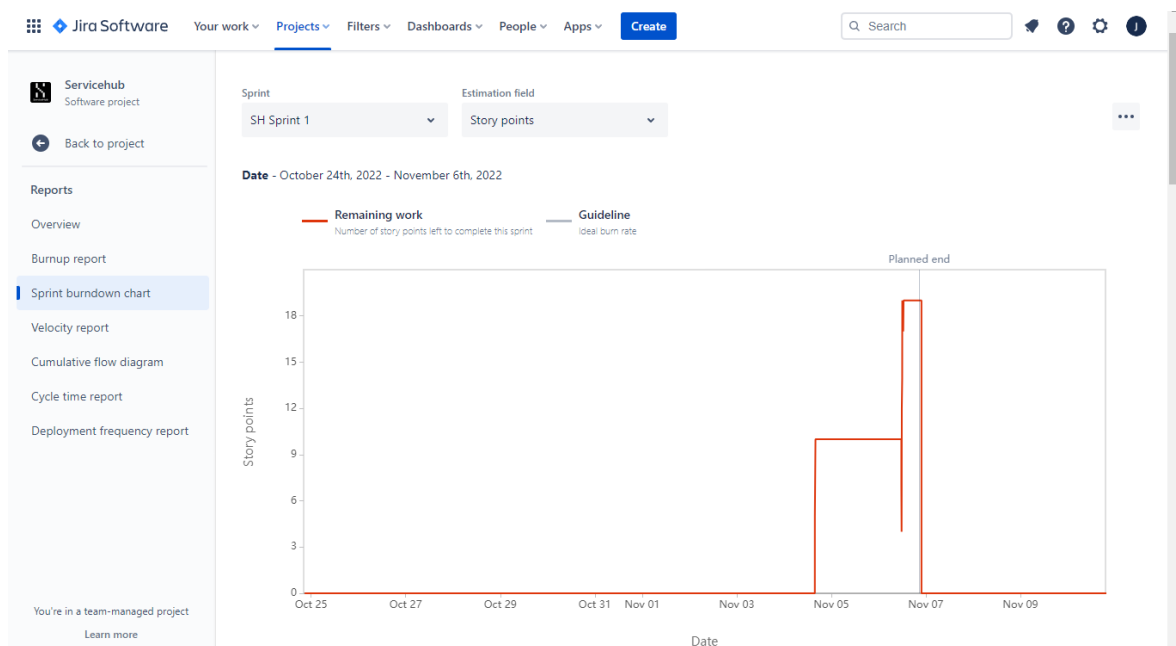 Jira Software
Your work
Projects
Filters
Dashboards
People
Apps
Create
Search
J
Servicehub
Software project
Back to project
Reports
Overview
Burnup report
Sprint burndown chart
Velocity report
Cumulative flow diagram
Cycle time report
Deployment frequency report
You're in a team-managed project
Learn more
Sprint
SH Sprint 1
Estimation field
Story points
Date - October 24th, 2022 - November 6th, 2022
Remaining work
Number of story points left to complete this sprint
Guideline
Ideal burn rate
Planned end
Story points
18
15
12
9
6
3
0
Oct 25
Oct 27
Oct 29
Oct 31
Nov 01
Nov 03
Nov 05
Nov 07
Nov 09
Date